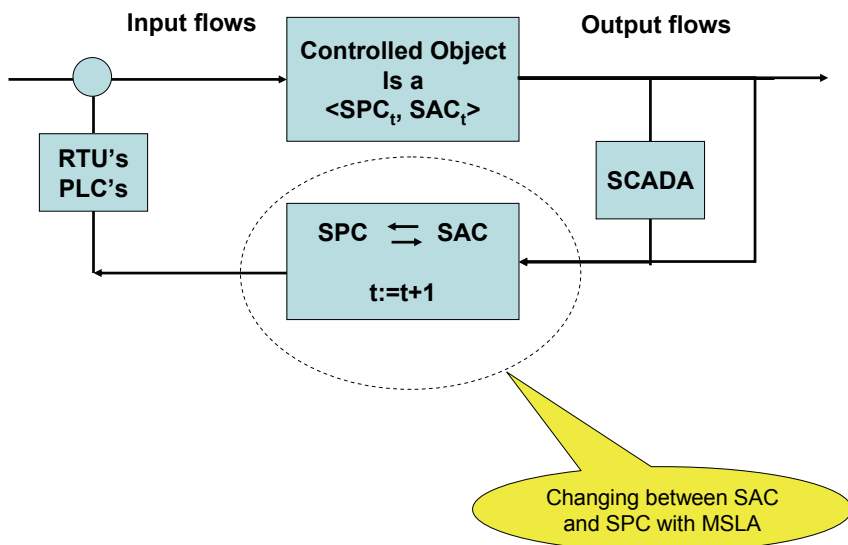 Input flows
Output flows
Controlled Object
Is a
<SPCt, SACt>
RTU's
PLC's
SCADA
SPC ⇄ SAC
t:=t+1
Changing between SAC
and SPC with MSLA